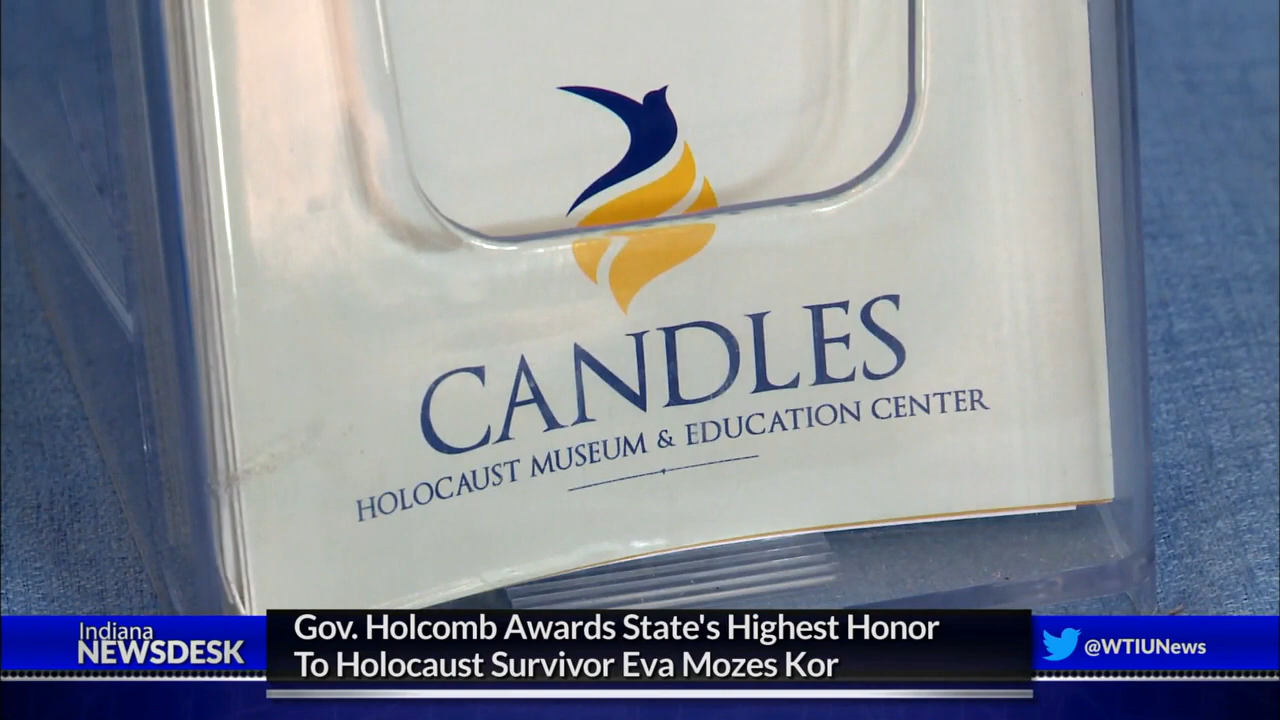 CANDLES
HOLOCAUST MUSEUM & EDUCATION CENTER
Indiana
NEWSDESK
Gov. Holcomb Awards State's Highest Honor
To Holocaust Survivor Eva Mozes Kor
@WTIUNews